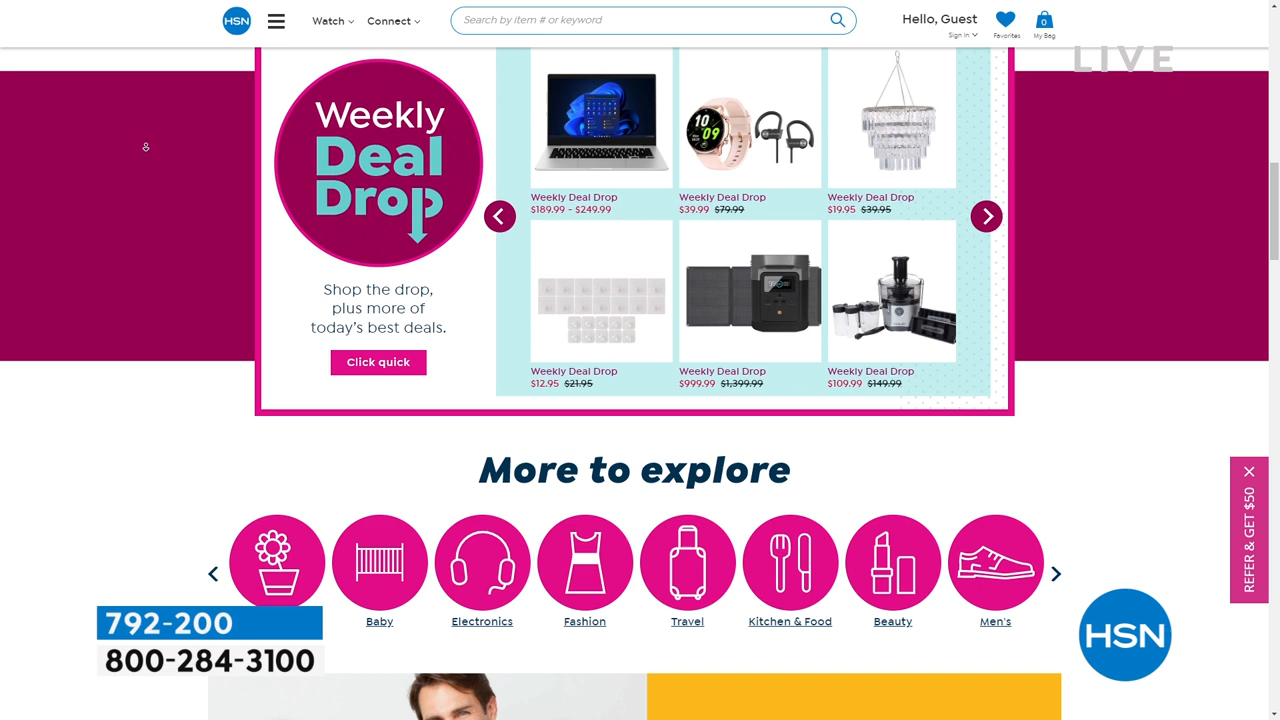 HSN
Watch
Connect
Search by item # or keyword
Hello, Guest
Sign In
Favorites
0
My Bag
LIVE
Weekly
Deal
Drop
Shop the drop,
plus more of
today's best deals.
Click quick
09
Weekly Deal Drop
$189.99 - $249.99
Weekly Deal Drop
$39.99 $79.99
Weekly Deal Drop
$19.95 $39.95
Weekly Deal Drop
$12.95 $21.95
Weekly Deal Drop
$999.99 $1,399.99
Weekly Deal Drop
$109.99 $149.99
More to explore
Baby
Electronics
Fashion
Travel
Kitchen & Food
Beauty
Men's
REFER & GET $50
792-200
800-284-3100
HSN